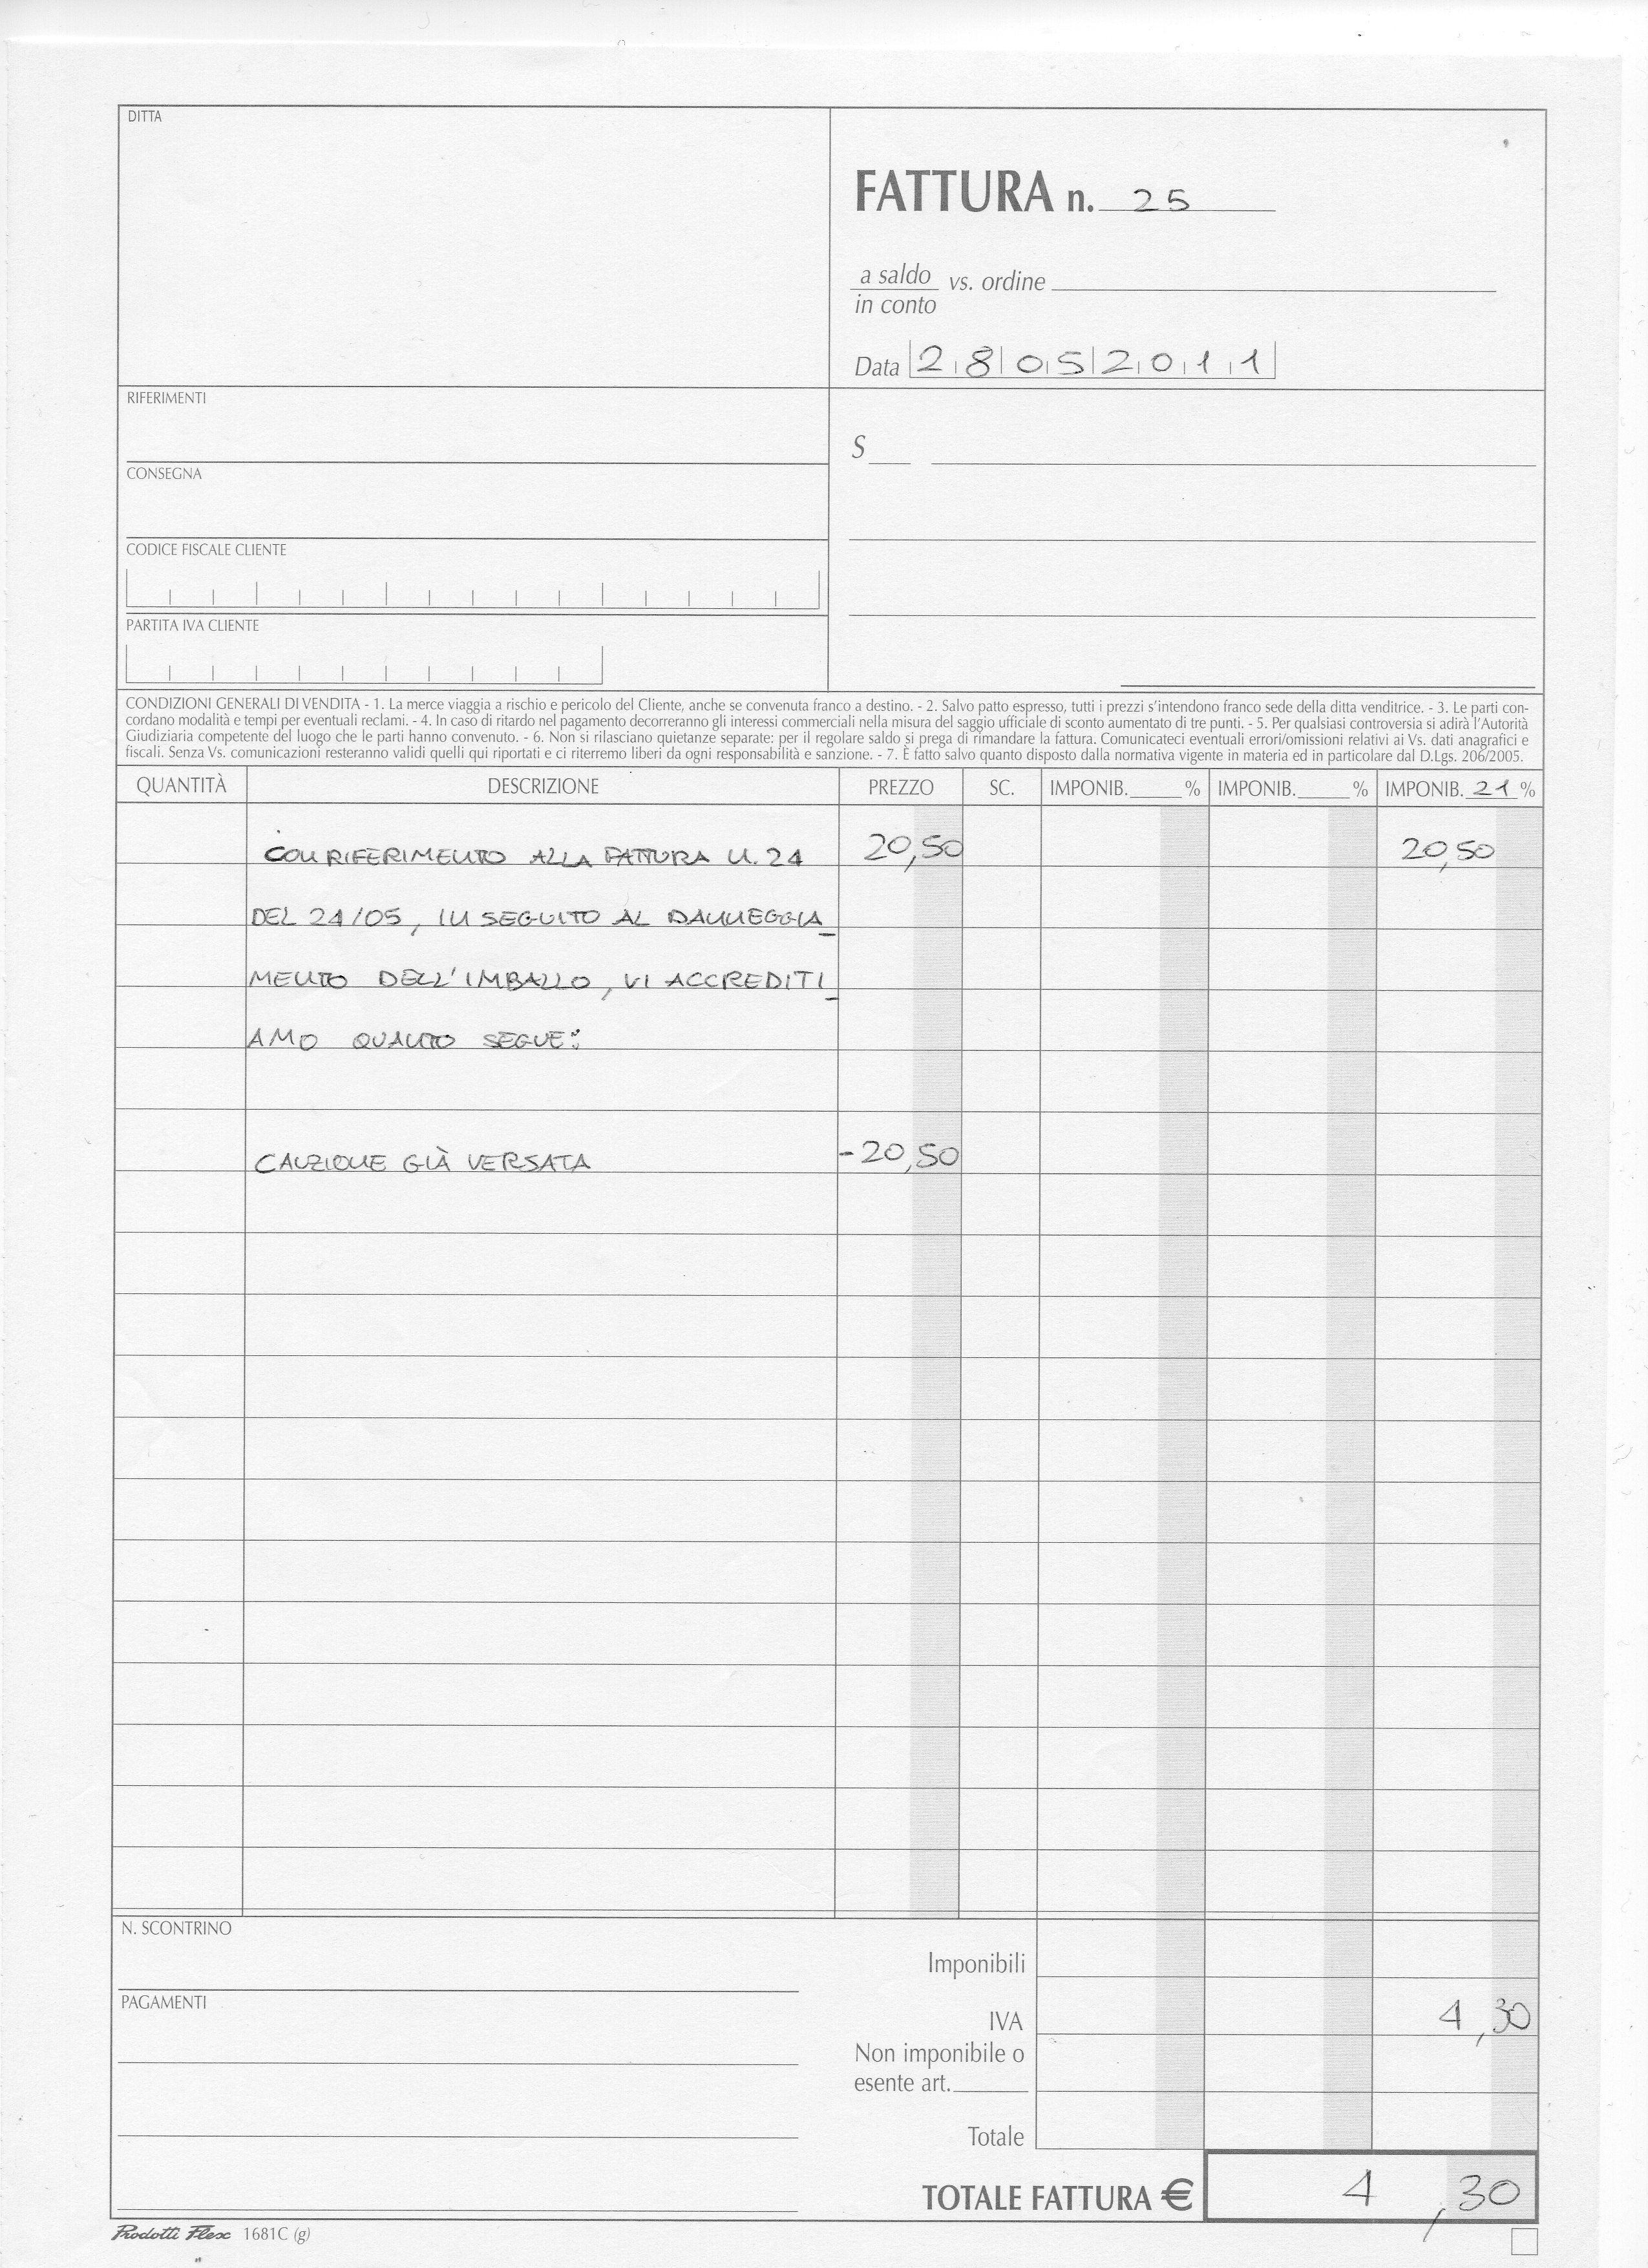 DITTA
FATTURA n. 25
a saldo vs. ordine
in conto
Data 28052011
RIFERIMENTI
S
CONSEGNA
CODICE FISCALE CLIENTE
PARTITA IVA CLIENTE
CONDIZIONI GENERALI DI VENDITA - 1. La merce viaggia a rischio e pericolo del Cliente, anche se convenuta franco a destino. - 2. Salvo patto espresso, tutti i prezzi s'intendono franco sede della ditta venditrice. - 3. Le parti con-
cordano modalità e tempi per eventuali reclami. - 4. In caso di ritardo nel pagamento decorreranno gli interessi commerciali nella misura del saggio ufficiale di sconto aumentato di tre punti. - 5. Per qualsiasi controversia si adirà l'Autorità
Giudiziaria competente del luogo che le parti hanno convenuto. - 6. Non si rilasciano quietanze separate: per il regolare saldo si prega di rimandare la fattura. Comunicateci eventuali errori/omissioni relativi ai Vs. dati anagrafici e
fiscali. Senza Vs. comunicazioni resteranno validi quelli qui riportati e ci riterremo liberi da ogni responsabilità e sanzione. - 7. È fatto salvo quanto disposto dalla normativa vigente in materia ed in particolare dal D.Lgs. 206/2005.
QUANTITÀ DESCRIZIONE PREZZO SC. IMPONIB. % IMPONIB. % IMPONIB. 21 %
CON RIFERIMENTO ALLA FATTURA N. 24 20,50 20,50
DEL 24/05, IN SEGUITO AL DANNEGGIA_
MENTO DELL'IMBALLO, VI ACCREDITI_
AMO QUANTO SEGUE:
CAUZIONE GIÀ VERSATA -20,50
N. SCONTRINO
Imponibili
PAGAMENTI
IVA 4,30
Non imponibile o
esente art.
Totale
TOTALE FATTURA € 4,30
Prodotti Flex 1681C (g)